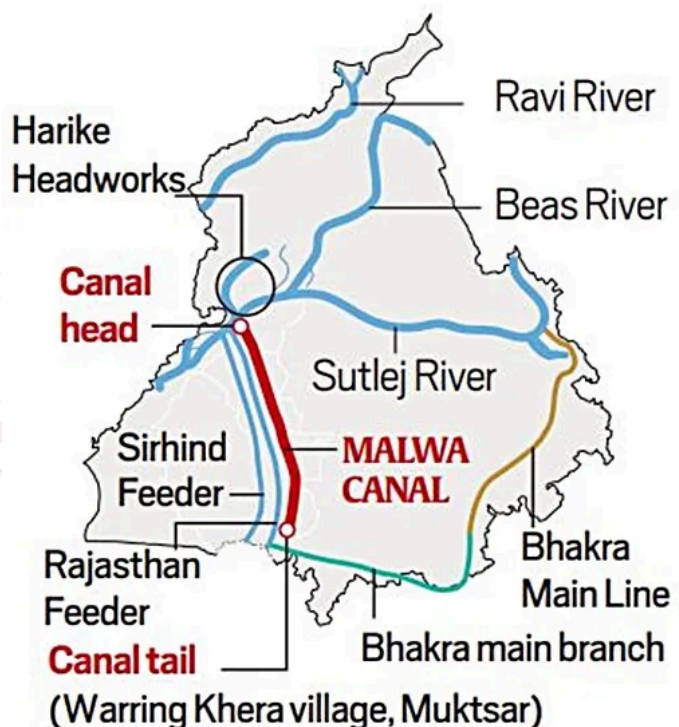 Ravi River
Harike
Headworks
Beas River
Canal
head
Sutlej River
Sirhind
Feeder
MALWA
CANAL
Rajasthan
Feeder
Bhakra
Main Line
Canal tail
Bhakra main branch
(Warring Khera village, Muktsar)